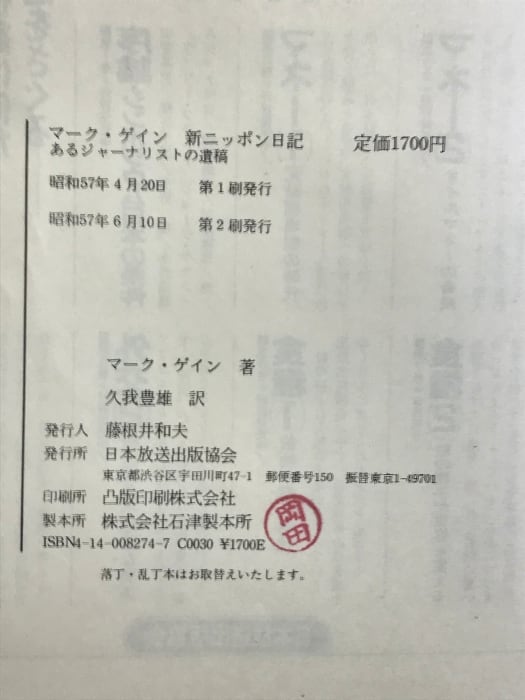 マーク・ゲイン 新ニッポン日記 定価1700円
あるジャーナリストの遺稿
昭和57年4月20日 第1刷発行
昭和57年6月10日 第2刷発行
マーク・ゲイン 著
久我豊雄 訳
発行人 藤根井和夫
発行所 日本放送出版協会
東京都渋谷区宇田川町47-1 郵便番号150 振替東京1-49701
印刷所 凸版印刷株式会社
製本所 株式会社石津製本所
岡田
ISBN4-14-008274-7 C0030 ¥1700E
落丁・乱丁本はお取替えいたします。